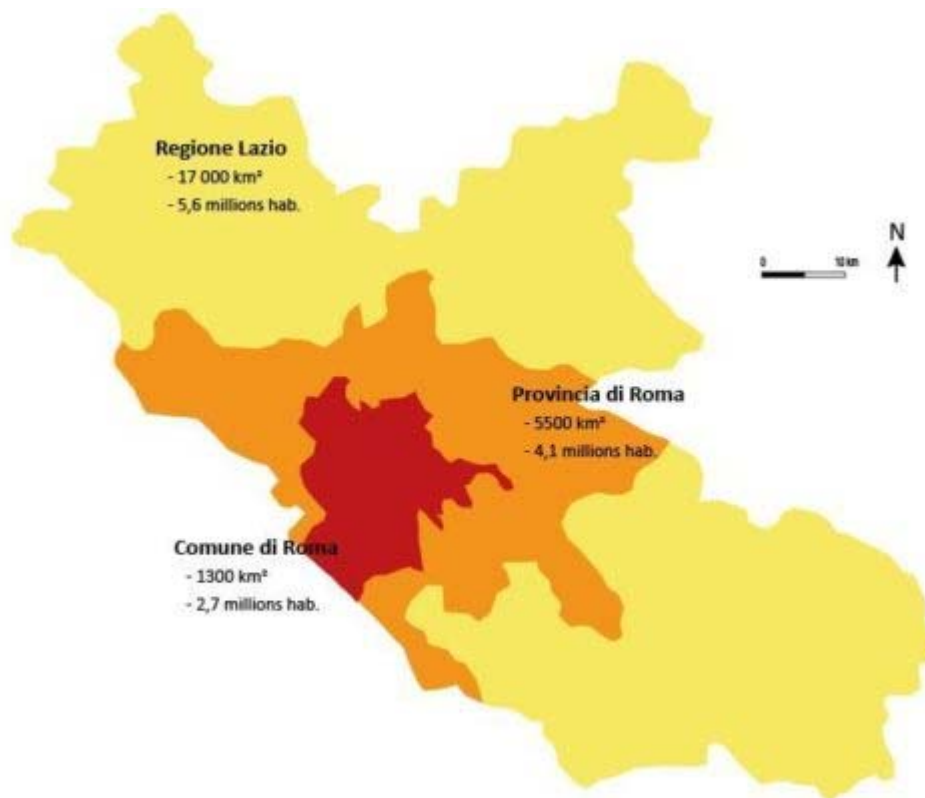 Regione Lazio
- 17 000 km²
- 5,6 millions hab.
N
0 10 km
Provincia di Roma
- 5500 km²
- 4,1 millions hab.
Comune di Roma
- 1300 km²
- 2,7 millions hab.